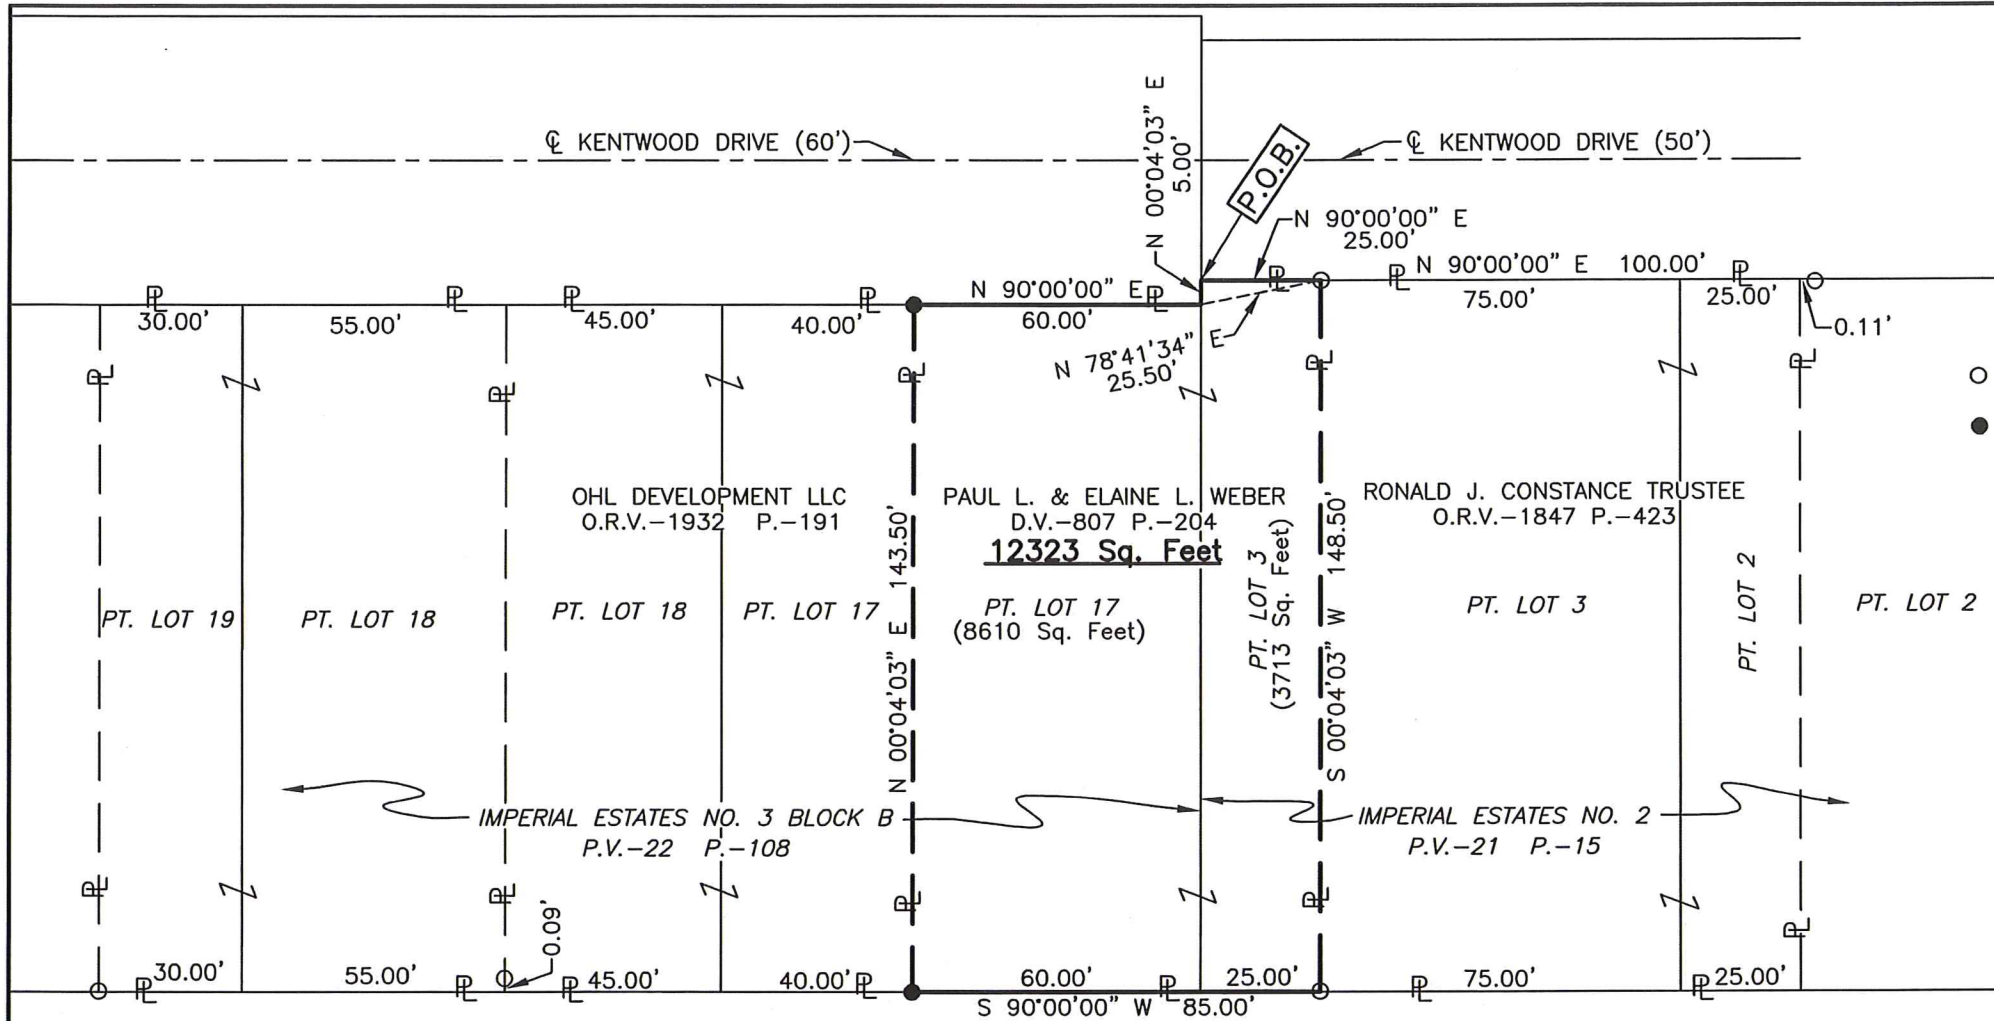 ℄ KENTWOOD DRIVE (60')
℄ KENTWOOD DRIVE (50')
N 00°04'03" E
5.00'
P.O.B.
N 90°00'00" E
25.00'
N 90°00'00" E 100.00'
N 90°00'00" E
30.00'
55.00'
45.00'
40.00'
60.00'
75.00'
25.00'
0.11'
N 78°41'34" E
25.50'
OHL DEVELOPMENT LLC
O.R.V.-1932 P.-191
PAUL L. & ELAINE L. WEBER
D.V.-807 P.-204
12323 Sq. Feet
RONALD J. CONSTANCE TRUSTEE
O.R.V.-1847 P.-423
N 00°04'03" E 143.50'
S 00°04'03" W 148.50'
PT. LOT 19
PT. LOT 18
PT. LOT 18
PT. LOT 17
PT. LOT 17
(8610 Sq. Feet)
PT. LOT 3
(3713 Sq. Feet)
PT. LOT 3
PT. LOT 2
PT. LOT 2
IMPERIAL ESTATES NO. 3 BLOCK B
P.V.-22 P.-108
IMPERIAL ESTATES NO. 2
P.V.-21 P.-15
0.09'
30.00'
55.00'
45.00'
40.00'
60.00'
25.00'
75.00'
25.00'
S 90°00'00" W 85.00'